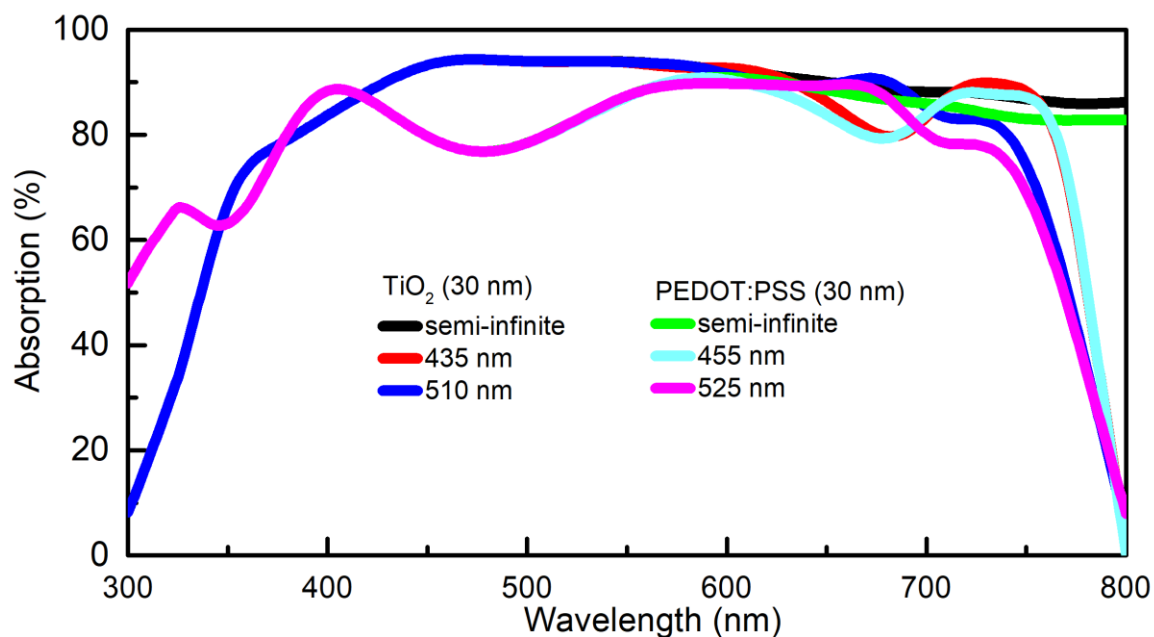 100
80
60
40
20
0
Absorption (%)
TiO2 (30 nm)
semi-infinite
435 nm
510 nm
PEDOT:PSS (30 nm)
semi-infinite
455 nm
525 nm
300 400 500 600 700 800
Wavelength (nm)